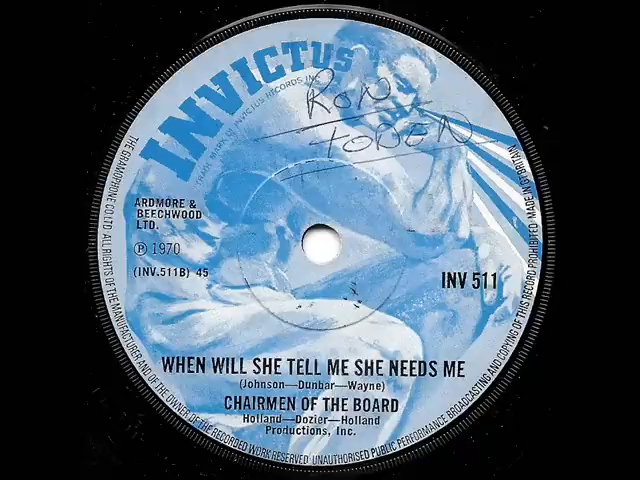 INVICTUS
TRADE MARK OF INVICTUS RECORDS INC.
RON
TOBEN
ARDMORE &
BEECHWOOD
LTD.
Ⓟ 1970
(INV.511B) 45
INV 511
WHEN WILL SHE TELL ME SHE NEEDS ME
(Johnson—Dunbar—Wayne)
CHAIRMEN OF THE BOARD
Holland—Dozier—Holland
Productions, Inc.
THE GRAMOPHONE CO.LTD. ALL RIGHTS OF THE MANUFACTURER AND OF THE OWNER OF THE RECORDED WORK RESERVED. UNAUTHORISED PUBLIC PERFORMANCE BROADCASTING AND COPYING OF THIS RECORD PROHIBITED. MADE IN GT BRITAIN